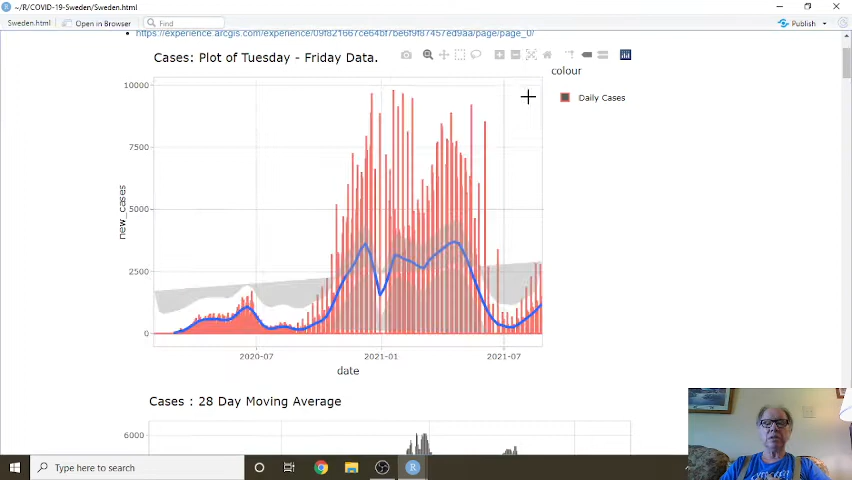 ~/R/COVID-19-Sweden/Sweden.html
Sweden.html
Open in Browser
Find
Publish
https://experience.arcgis.com/experience/09f821667ce64bf7be6f9f87457ed9aa/page/page_0/
Cases: Plot of Tuesday - Friday Data.
colour
Daily Cases
10000
7500
5000
2500
0
new_cases
2020-07
2021-01
2021-07
date
Cases : 28 Day Moving Average
6000
Type here to search
R